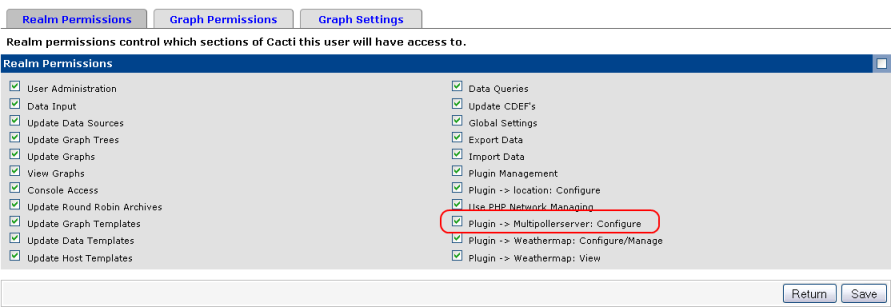 Realm Permissions
Graph Permissions
Graph Settings
Realm permissions control which sections of Cacti this user will have access to.
Realm Permissions
User Administration
Data Input
Update Data Sources
Update Graph Trees
Update Graphs
View Graphs
Console Access
Update Round Robin Archives
Update Graph Templates
Update Data Templates
Update Host Templates
Data Queries
Update CDEF's
Global Settings
Export Data
Import Data
Plugin Management
Plugin -> location: Configure
Use PHP Network Managing
Plugin -> Multipollerserver: Configure
Plugin -> Weathermap: Configure/Manage
Plugin -> Weathermap: View
Return
Save